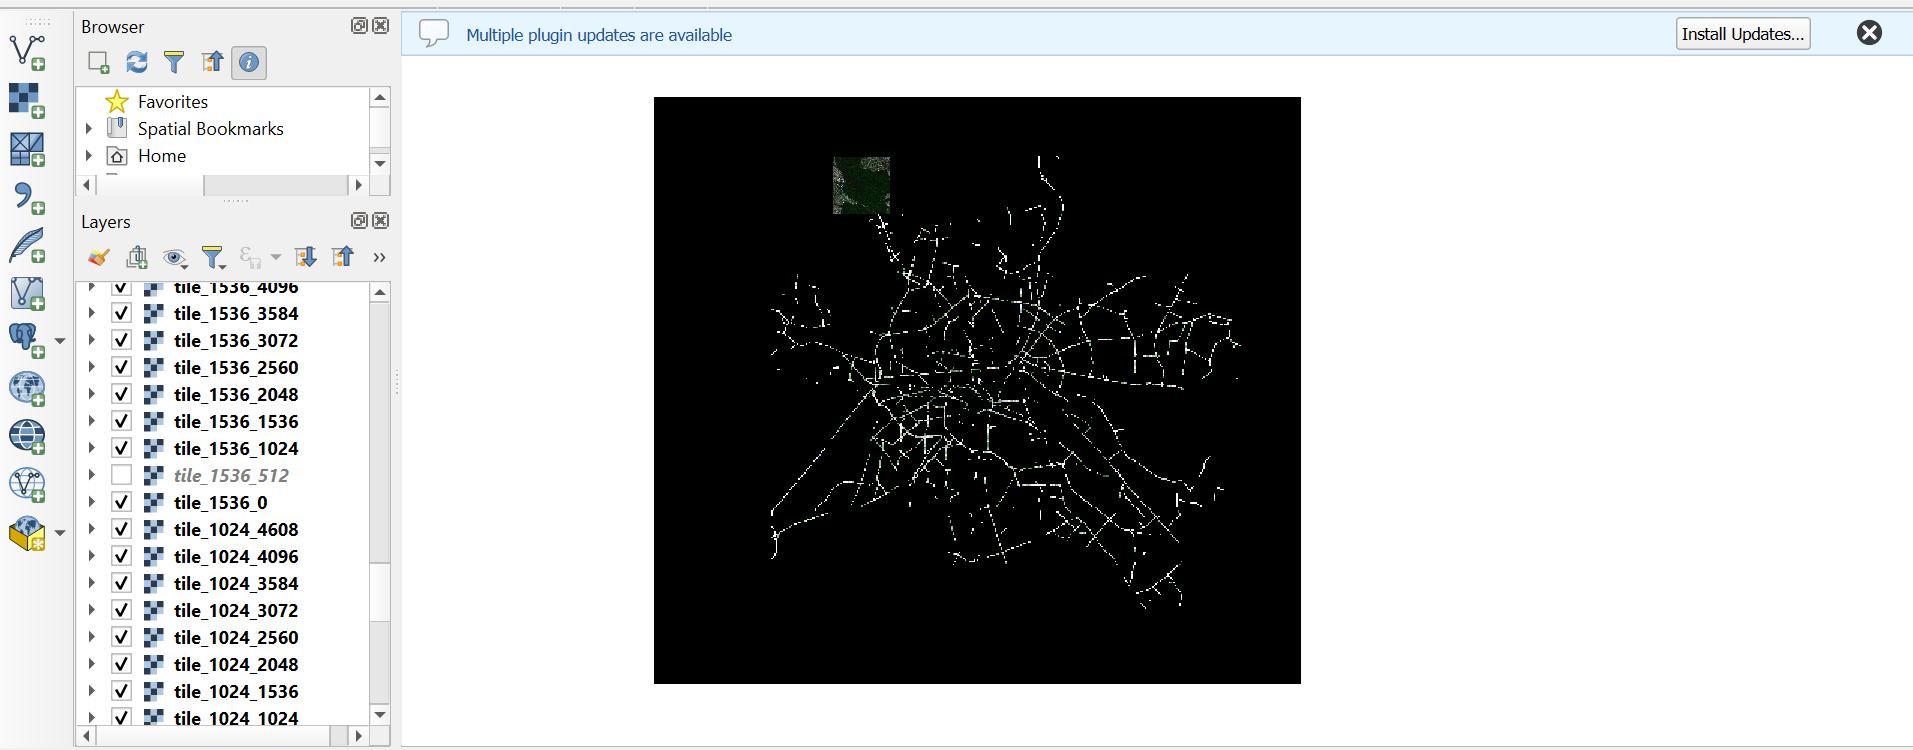 Browser
Multiple plugin updates are available
Install Updates...
Favorites
Spatial Bookmarks
Home
Layers
tile_1536_4096
tile_1536_3584
tile_1536_3072
tile_1536_2560
tile_1536_2048
tile_1536_1536
tile_1536_1024
tile_1536_512
tile_1536_0
tile_1024_4608
tile_1024_4096
tile_1024_3584
tile_1024_3072
tile_1024_2560
tile_1024_2048
tile_1024_1536
tile_1024_1024